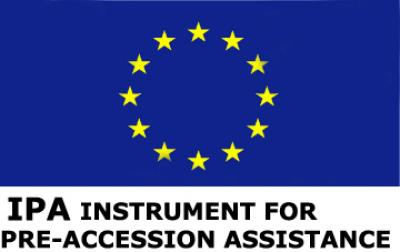 IPA INSTRUMENT FOR
PRE-ACCESSION ASSISTANCE